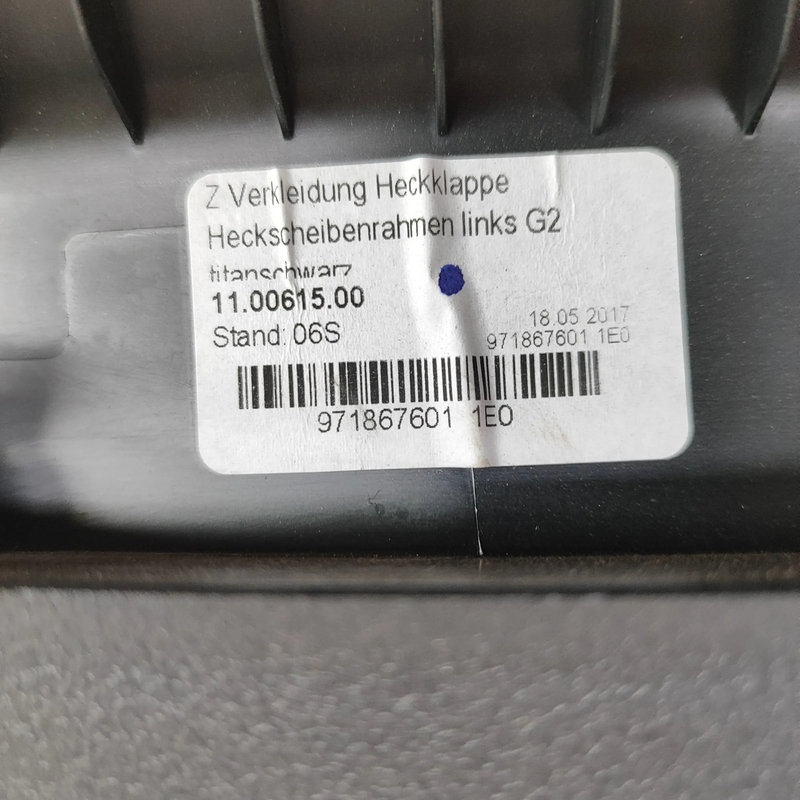 Z Verkleidung Heckklappe
Heckscheibenrahmen links G2
titanschwarz
11.00615.00
Stand: 06S
18.05.2017
971867601 1E0
971867601 1E0